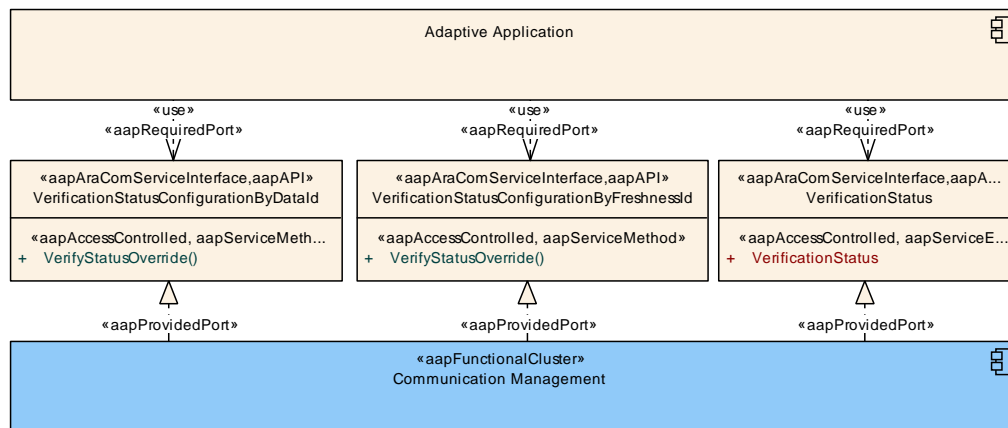 Adaptive Application
«use» «use» «use»
«aapRequiredPort» «aapRequiredPort» «aapRequiredPort»
«aapAraComServiceInterface,aapAPI»
VerificationStatusConfigurationByDataId
«aapAccessControlled, aapServiceMeth...
+ VerifyStatusOverride()
«aapAraComServiceInterface,aapAPI»
VerificationStatusConfigurationByFreshnessId
«aapAccessControlled, aapServiceMethod»
+ VerifyStatusOverride()
«aapAraComServiceInterface,aapA...
VerificationStatus
«aapAccessControlled, aapServiceE...
+ VerificationStatus
«aapProvidedPort» «aapProvidedPort» «aapProvidedPort»
«aapFunctionalCluster»
Communication Management